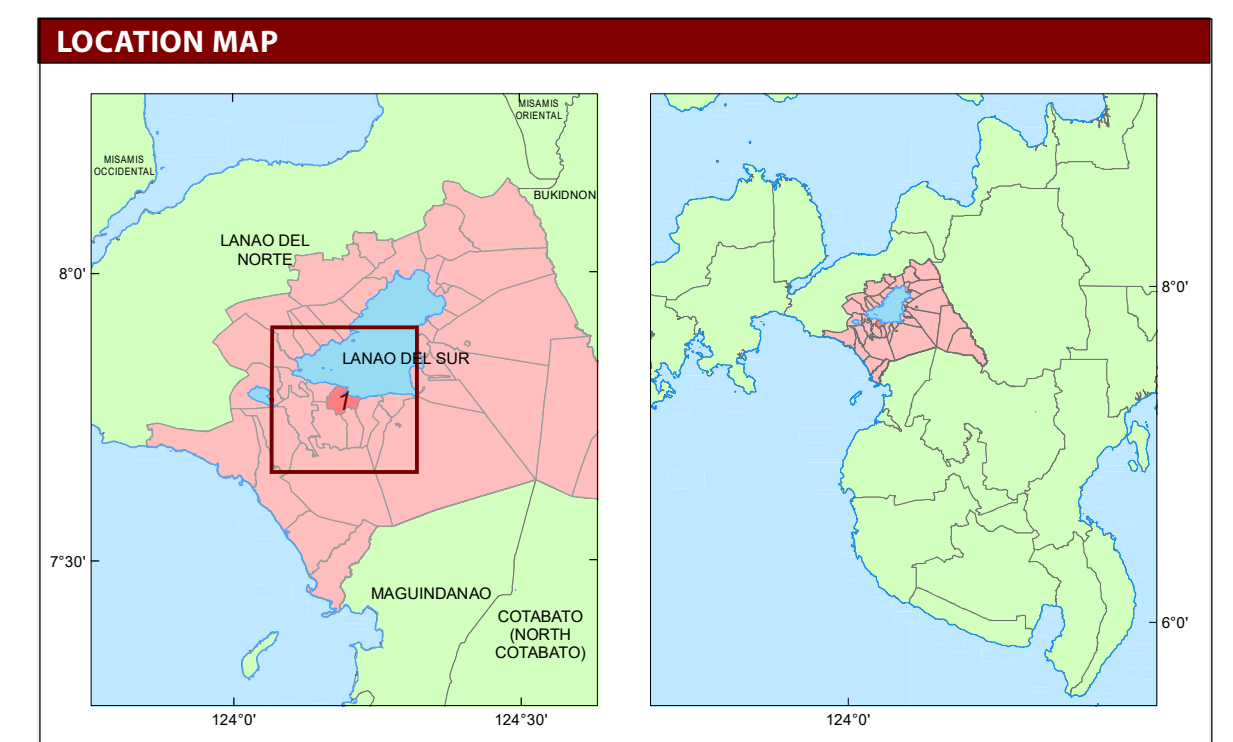 LOCATION MAP
MISAMIS
ORIENTAL
MISAMIS
OCCIDENTAL
BUKIDNON
LANAO DEL
NORTE
8°0'
LANAO DEL SUR
1
7°30'
MAGUINDANAO
COTABATO
(NORTH
COTABATO)
124°0'
124°30'
8°0'
6°0'
124°0'